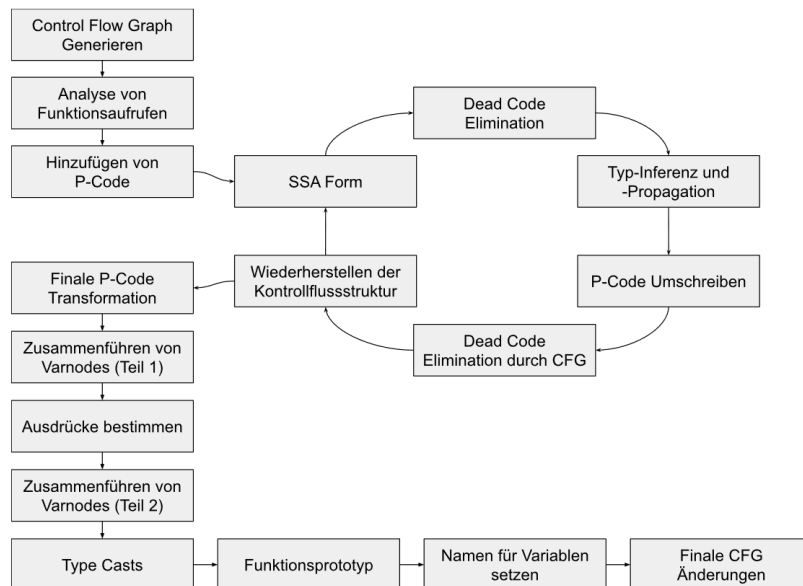 Control Flow Graph
Generieren
Analyse von
Funktionsaufrufen
Hinzufügen von
P-Code
SSA Form
Dead Code
Elimination
Typ-Inferenz und
-Propagation
P-Code Umschreiben
Dead Code
Elimination durch CFG
Wiederherstellen der
Kontrollflussstruktur
Finale P-Code
Transformation
Zusammenführen von
Varnodes (Teil 1)
Ausdrücke bestimmen
Zusammenführen von
Varnodes (Teil 2)
Type Casts
Funktionsprototyp
Namen für Variablen
setzen
Finale CFG
Änderungen